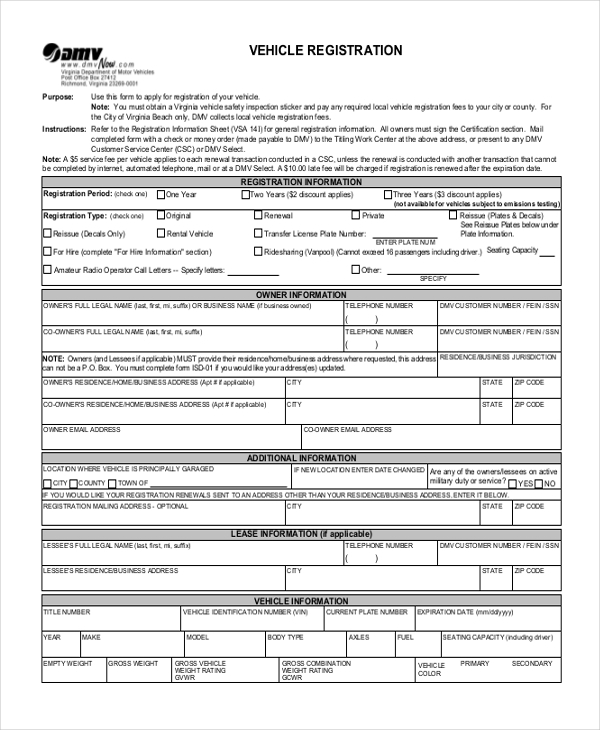 VEHICLE REGISTRATION
DMV
www.dmvNow.com
Virginia Department of Motor Vehicles
Post Office Box 27412
Richmond, Virginia 23269-0001
Purpose: Use this form to apply for registration of your vehicle.
Note: You must obtain a Virginia vehicle safety inspection sticker and pay any required local vehicle registration fees to your city or county. For
the City of Virginia Beach only, DMV collects local vehicle registration fees.
Instructions: Refer to the Registration Information Sheet (VSA 14I) for general registration information. All owners must sign the Certification section. Mail
completed form with a check or money order (made payable to DMV) to the Titling Work Center at the above address, or present to any DMV
Customer Service Center (CSC) or DMV Select.
Note: A $5 service fee per vehicle applies to each renewal transaction conducted in a CSC, unless the renewal is conducted with another transaction that cannot
be completed by internet, automated telephone, mail or at a DMV Select. A $10.00 late fee will be charged if registration is renewed after the expiration date.
REGISTRATION INFORMATION
Registration Period: (check one) One Year Two Years ($2 discount applies) Three Years ($3 discount applies)
(not available for vehicles subject to emissions testing)
Registration Type: (check one) Original Renewal Private Reissue (Plates & Decals)
See Reissue Plates below under
Reissue (Decals Only) Rental Vehicle Transfer License Plate Number: Plate Information.
ENTER PLATE NUM
For Hire (complete "For Hire Information" section) Ridesharing (Vanpool) (Cannot exceed 16 passengers including driver.) Seating Capacity
Amateur Radio Operator Call Letters -- Specify letters: Other:
SPECIFY
OWNER INFORMATION
OWNER'S FULL LEGAL NAME (last, first, mi, suffix) OR BUSINESS NAME (if business owned) TELEPHONE NUMBER DMV CUSTOMER NUMBER / FEIN / SSN
( )
CO-OWNER'S FULL LEGAL NAME (last, first, mi, suffix) TELEPHONE NUMBER DMV CUSTOMER NUMBER / FEIN / SSN
( )
NOTE: Owners (and Lessees if applicable) MUST provide their residence/home/business address where requested, this address RESIDENCE/BUSINESS JURISDICTION
can not be a P.O. Box. You must complete form ISD-01 if you would like your address(es) updated.
OWNER'S RESIDENCE/HOME/BUSINESS ADDRESS (Apt # if applicable) CITY STATE ZIP CODE
CO-OWNER'S RESIDENCE/HOME/BUSINESS ADDRESS (Apt # if applicable) CITY STATE ZIP CODE
OWNER EMAIL ADDRESS CO-OWNER EMAIL ADDRESS
ADDITIONAL INFORMATION
LOCATION WHERE VEHICLE IS PRINCIPALLY GARAGED IF NEW LOCATION ENTER DATE CHANGED Are any of the owners/lessees on active
CITY COUNTY TOWN OF military duty or service? YES NO
IF YOU WOULD LIKE YOUR REGISTRATION RENEWALS SENT TO AN ADDRESS OTHER THAN YOUR RESIDENCE/BUSINESS ADDRESS, ENTER IT BELOW.
REGISTRATION MAILING ADDRESS - OPTIONAL CITY STATE ZIP CODE
LEASE INFORMATION (if applicable)
LESSEE'S FULL LEGAL NAME (last, first, mi, suffix) TELEPHONE NUMBER DMV CUSTOMER NUMBER / FEIN / SSN
( )
LESSEE'S RESIDENCE/BUSINESS ADDRESS CITY STATE ZIP CODE
VEHICLE INFORMATION
TITLE NUMBER VEHICLE IDENTIFICATION NUMBER (VIN) CURRENT PLATE NUMBER EXPIRATION DATE (mm/dd/yyyy)
YEAR MAKE MODEL BODY TYPE AXLES FUEL SEATING CAPACITY (including driver)
EMPTY WEIGHT GROSS WEIGHT GROSS VEHICLE GROSS COMBINATION VEHICLE PRIMARY SECONDARY
WEIGHT RATING WEIGHT RATING COLOR
GVWR GCWR